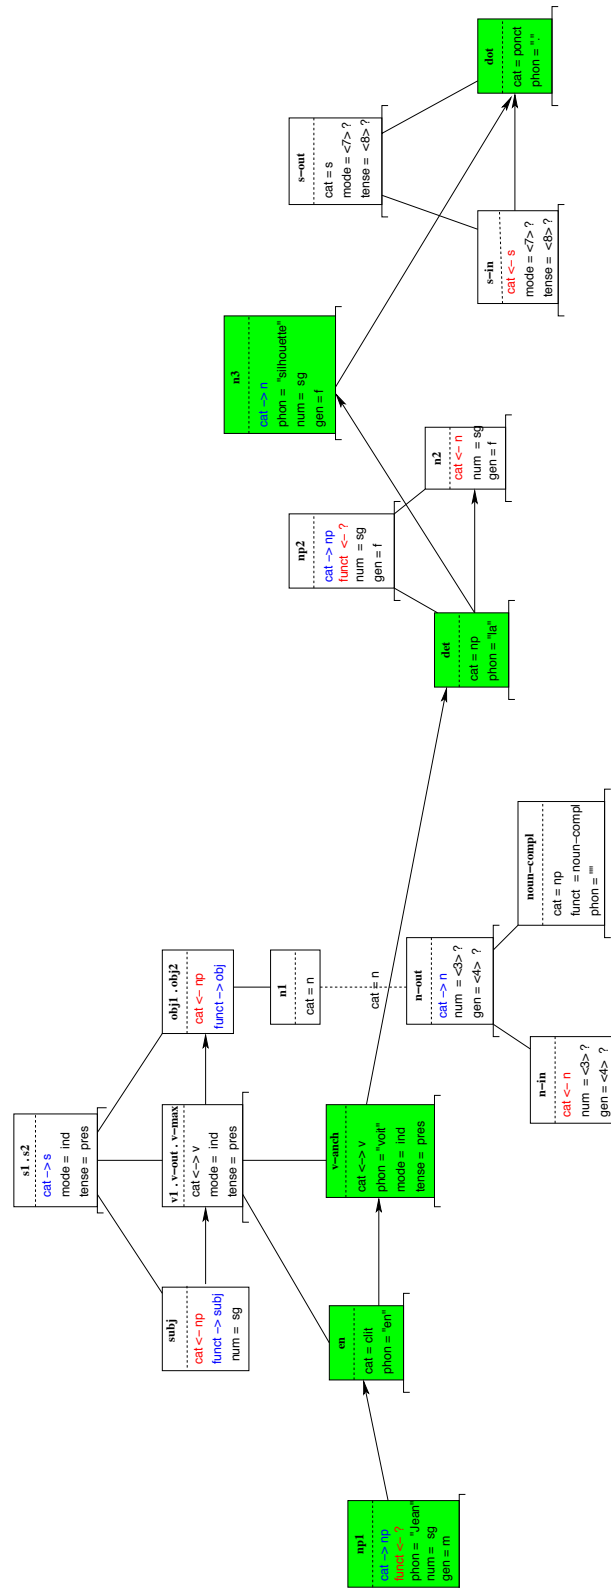 s1 . s2
cat -> s
mode = ind
tense = pres
subj
cat <- np
funct -> subj
num = sg
v1 . v-out . v-max
cat <-> v
mode = ind
tense = pres
obj1 . obj2
cat <- np
funct -> obj
n1
cat = n
cat = n
np1
cat -> np
funct <- ?
phon = "Jean"
num = sg
gen = m
en
cat = clit
phon = "en"
v-anch
cat <-> v
phon = "voit"
mode = ind
tense = pres
n-out
cat -> n
num = <3> ?
gen = <4> ?
n-in
cat <- n
num = <3> ?
gen = <4> ?
noun-compl
cat = np
funct = noun-compl
phon = ""
det
cat = np
phon = "la"
np2
cat -> np
funct <- ?
num = sg
gen = f
n2
cat <- n
num = sg
gen = f
n3
cat -> n
phon = "silhouette"
num = sg
gen = f
s-out
cat = s
mode = <7> ?
tense = <8> ?
s-in
cat <- s
mode = <7> ?
tense = <8> ?
dot
cat = ponct
phon = "."